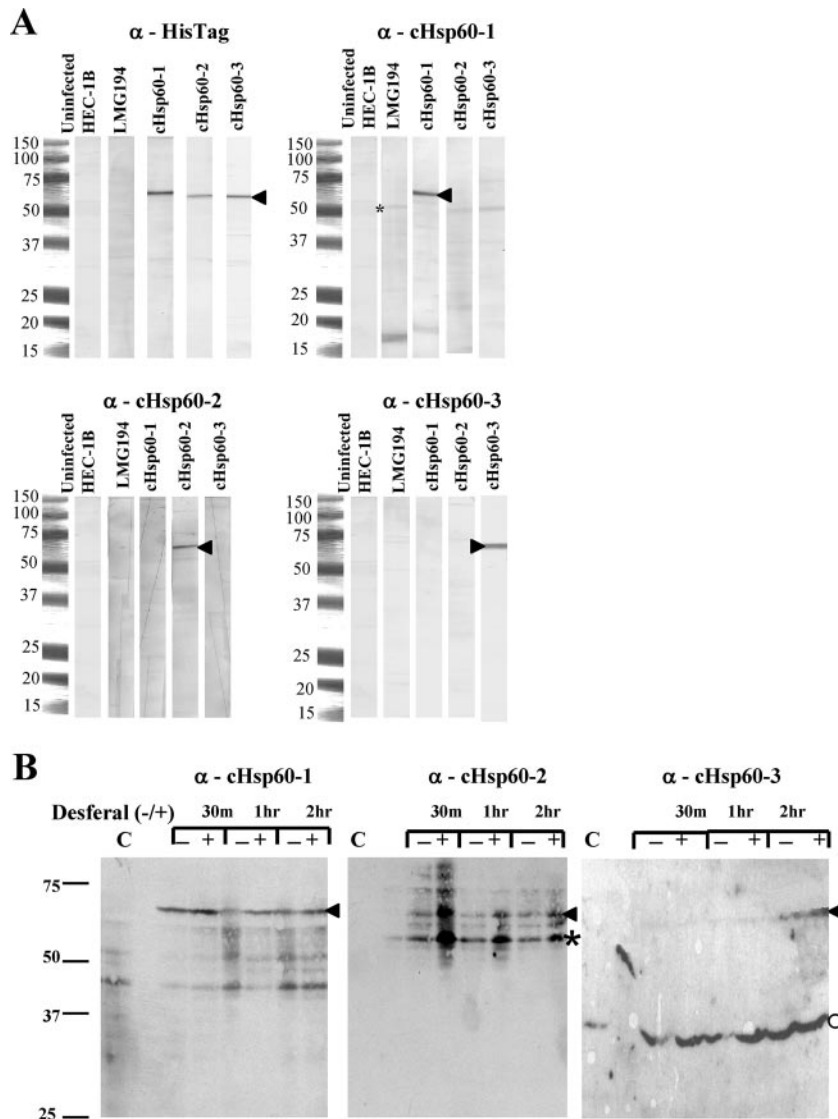 A
α - HisTag
Uninfected
HEC-1B
LMG194
cHsp60-1
cHsp60-2
cHsp60-3
150
100
75
50
37
25
20
15
α - cHsp60-1
Uninfected
HEC-1B
LMG194
cHsp60-1
cHsp60-2
cHsp60-3
150
100
75
50
37
25
20
15
*
α - cHsp60-2
Uninfected
HEC-1B
LMG194
cHsp60-1
cHsp60-2
cHsp60-3
150
100
75
50
37
25
20
15
α - cHsp60-3
Uninfected
HEC-1B
LMG194
cHsp60-1
cHsp60-2
cHsp60-3
150
100
75
50
37
25
20
15
B
α - cHsp60-1
Desferal (-/+)
30m 1hr 2hr
C − + − + − +
75
50
37
25
α - cHsp60-2
30m 1hr 2hr
C − + − + − +
*
α - cHsp60-3
30m 1hr 2hr
C − + − + − +